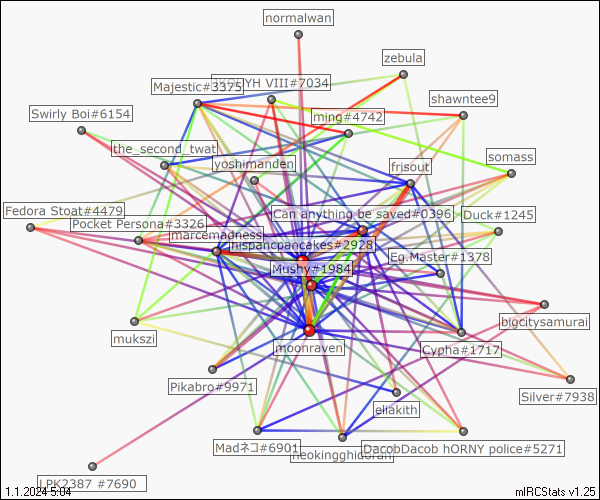 normalwan
zebula
VIII#7034
Majestic#3375
shawntee9
Swirly Boi#6154
ming#4742
the_second_twat
yoshimanden
frisout
somass
Fedora Stoat#4479
Can anything be saved#0396
Duck#1245
Pocket Persona#3326
marcemadness
hispancpancakes#2928
Eg.Master#1378
Mushy#1984
bigcitysamurai
mukszi
moonraven
Cypha#1717
Pikabro#9971
eliakith
Silver#7938
Madネコ#6901
neokingghidorah
DacobDacob hORNY police#5271
LPK2387 #7690
1.1.2024 5:04
mIRCStats v1.25